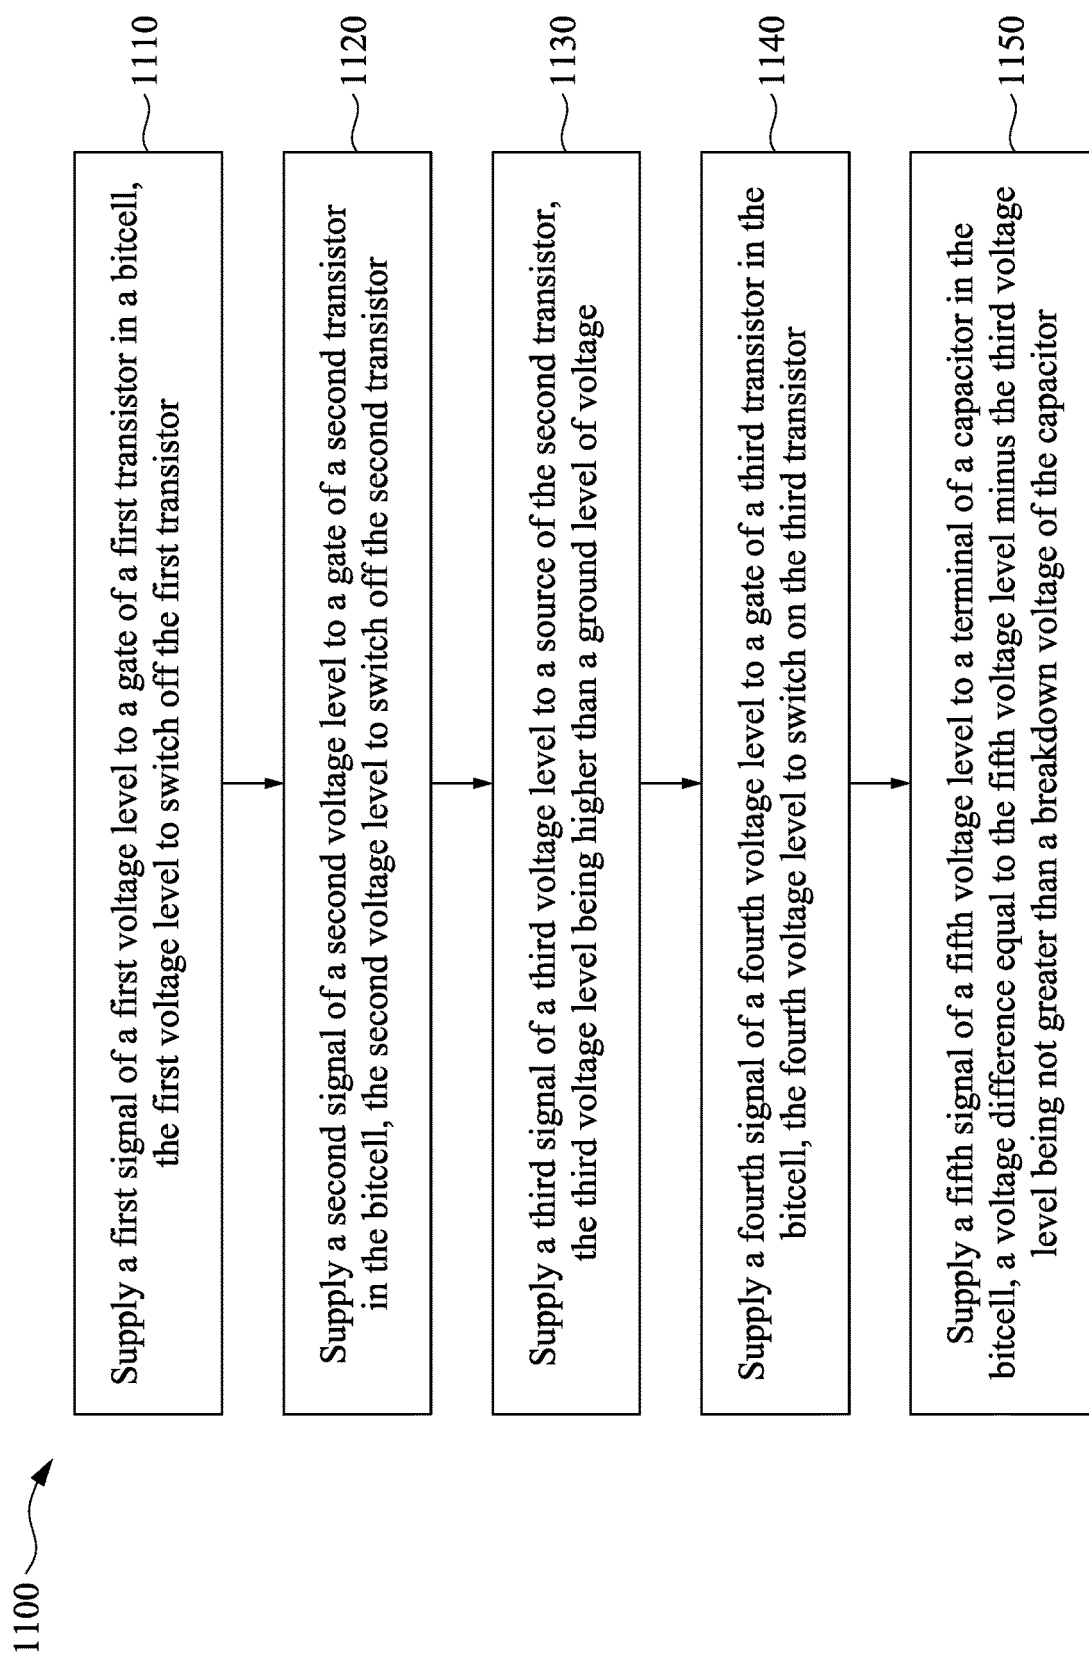 1100
Supply a first signal of a first voltage level to a gate of a first transistor in a bitcell,
the first voltage level to switch off the first transistor
1110
Supply a second signal of a second voltage level to a gate of a second transistor
in the bitcell, the second voltage level to switch off the second transistor
1120
Supply a third signal of a third voltage level to a source of the second transistor,
the third voltage level being higher than a ground level of voltage
1130
Supply a fourth signal of a fourth voltage level to a gate of a third transistor in the
bitcell, the fourth voltage level to switch on the third transistor
1140
Supply a fifth signal of a fifth voltage level to a terminal of a capacitor in the
bitcell, a voltage difference equal to the fifth voltage level minus the third voltage
level being not greater than a breakdown voltage of the capacitor
1150